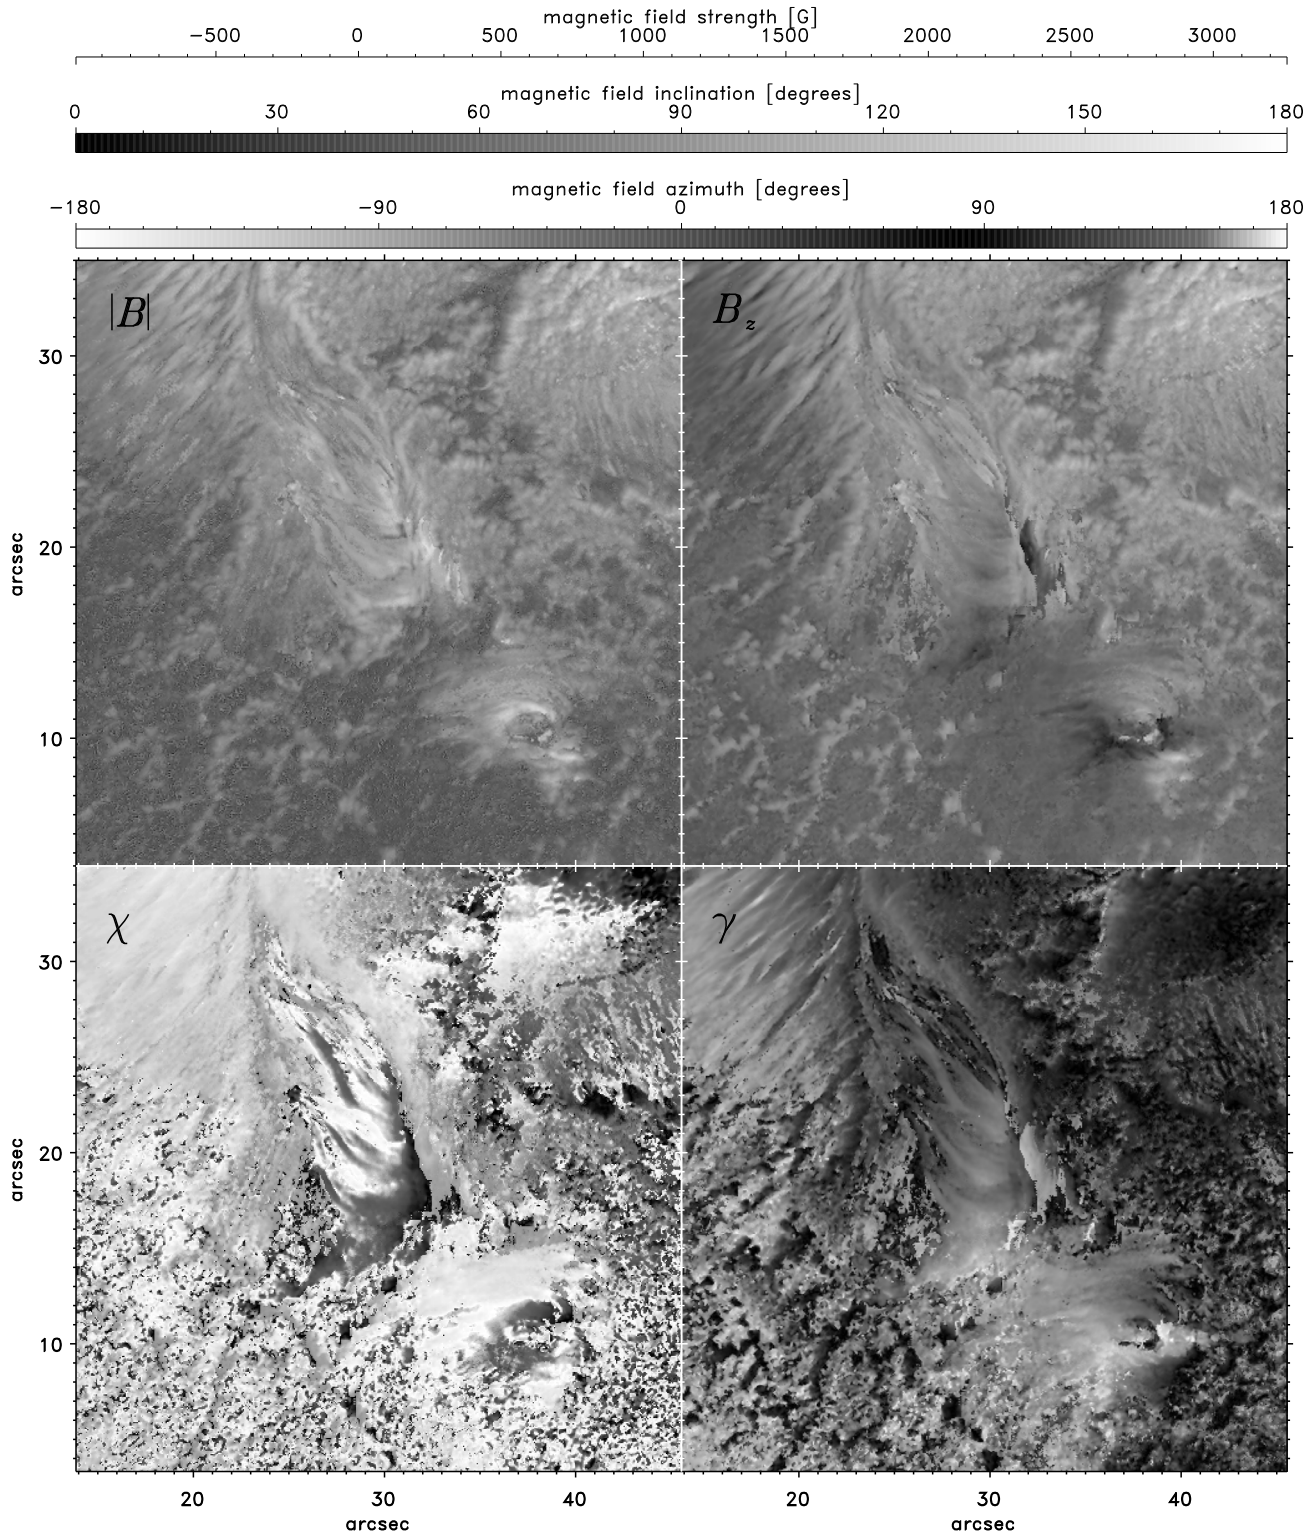 magnetic field strength [G]
−500 0 500 1000 1500 2000 2500 3000
magnetic field inclination [degrees]
0 30 60 90 120 150 180
magnetic field azimuth [degrees]
−180 −90 0 90 180
|B| B_z
30
20
10
arcsec
χ γ
30
20
10
arcsec
20 30 40 20 30 40
arcsec arcsec